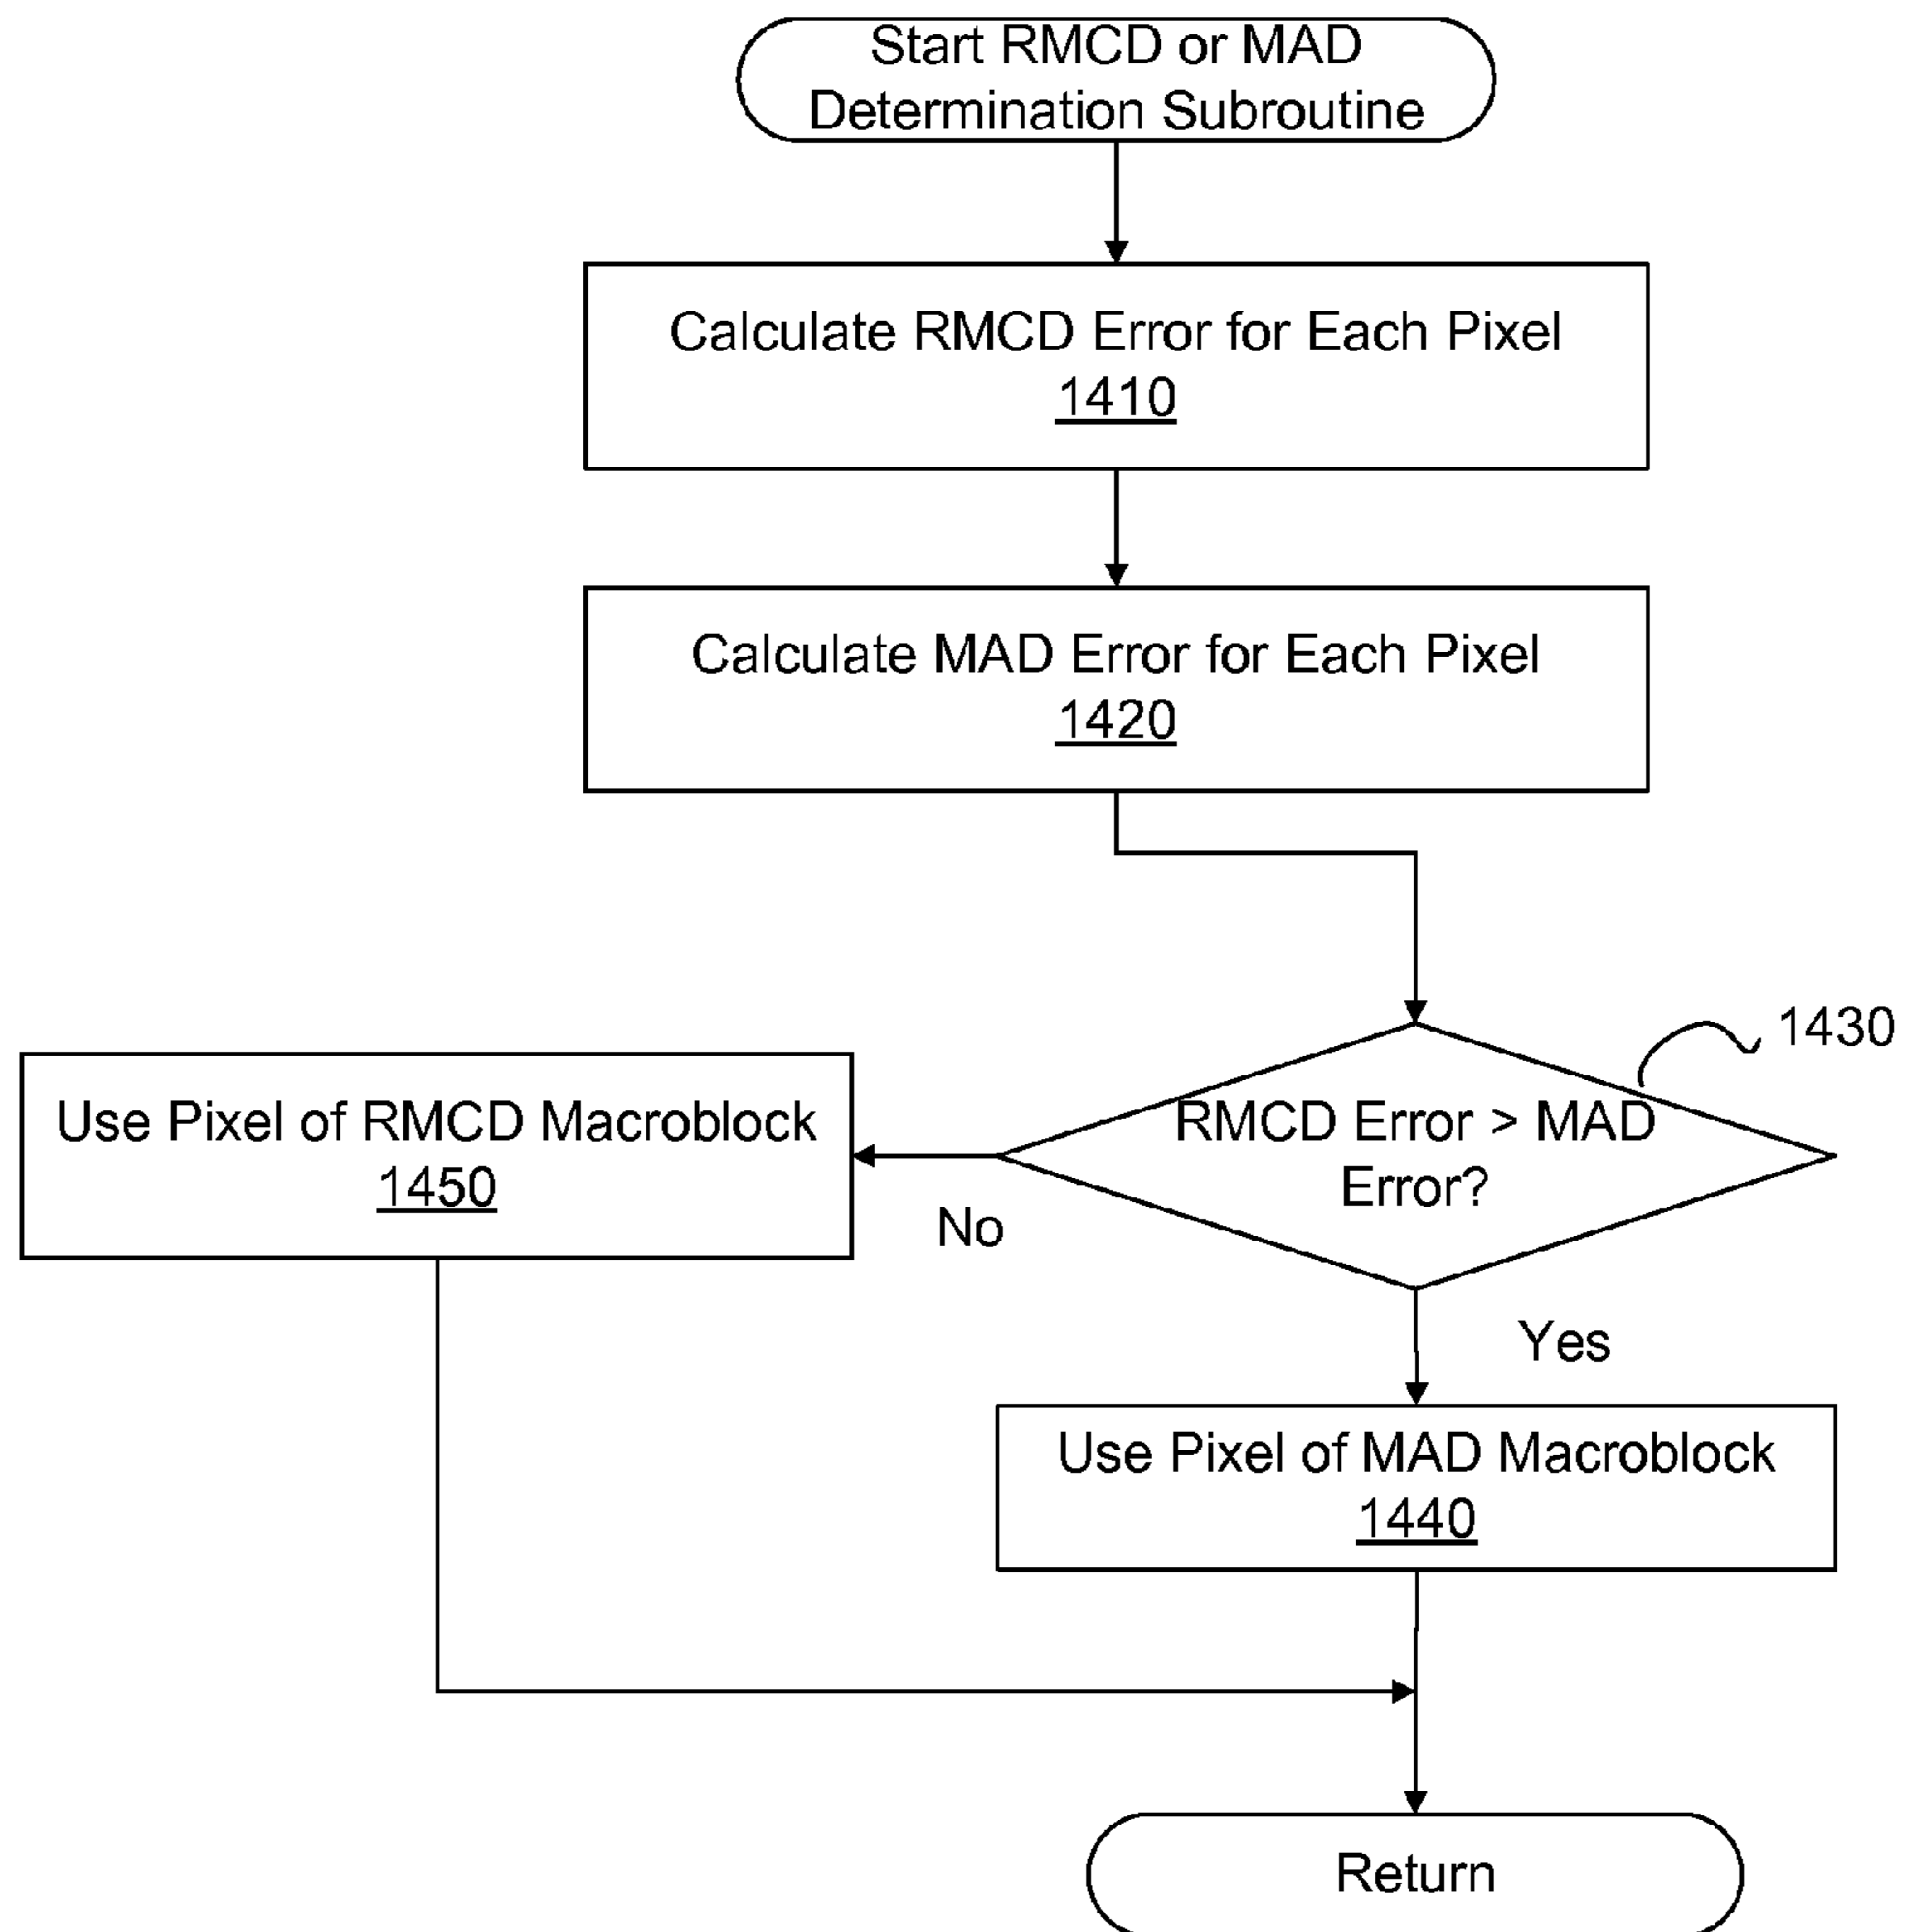 Start RMCD or MAD
Determination Subroutine
Calculate RMCD Error for Each Pixel
1410
Calculate MAD Error for Each Pixel
1420
1430
RMCD Error > MAD
Error?
Use Pixel of RMCD Macroblock
1450
No
Yes
Use Pixel of MAD Macroblock
1440
Return